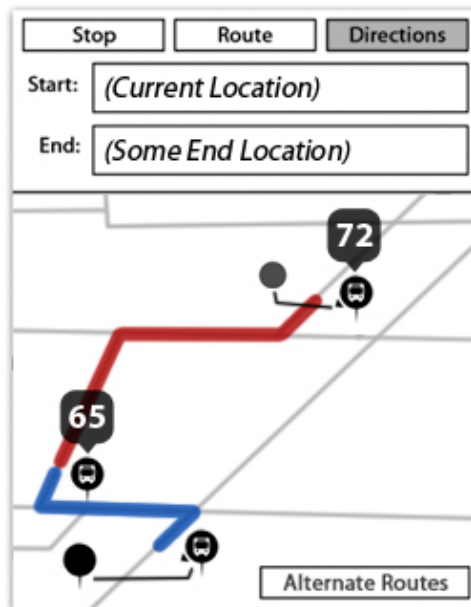 Stop Route Directions
Start: (Current Location)
End: (Some End Location)
72
65
Alternate Routes